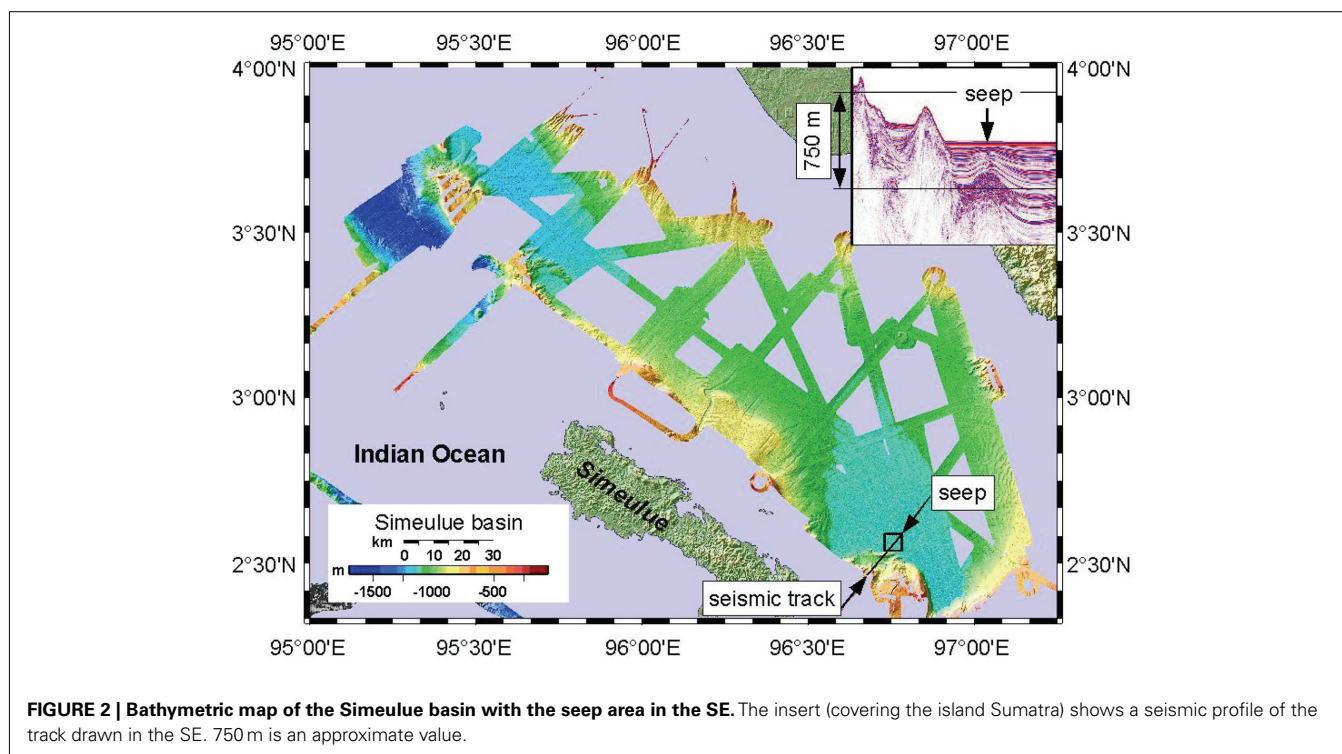 95°00'E 95°30'E 96°00'E 96°30'E 97°00'E
4°00'N 4°00'N
seep
750 m
3°30'N 3°30'N
3°00'N 3°00'N
Indian Ocean
Simeulue
seep
Simeulue basin
km 0 10 20 30
m
-1500 -1000 -500
2°30'N 2°30'N
seismic track
95°00'E 95°30'E 96°00'E 96°30'E 97°00'E
FIGURE 2 | Bathymetric map of the Simeulue basin with the seep area in the SE. The insert (covering the island Sumatra) shows a seismic profile of the
track drawn in the SE. 750 m is an approximate value.